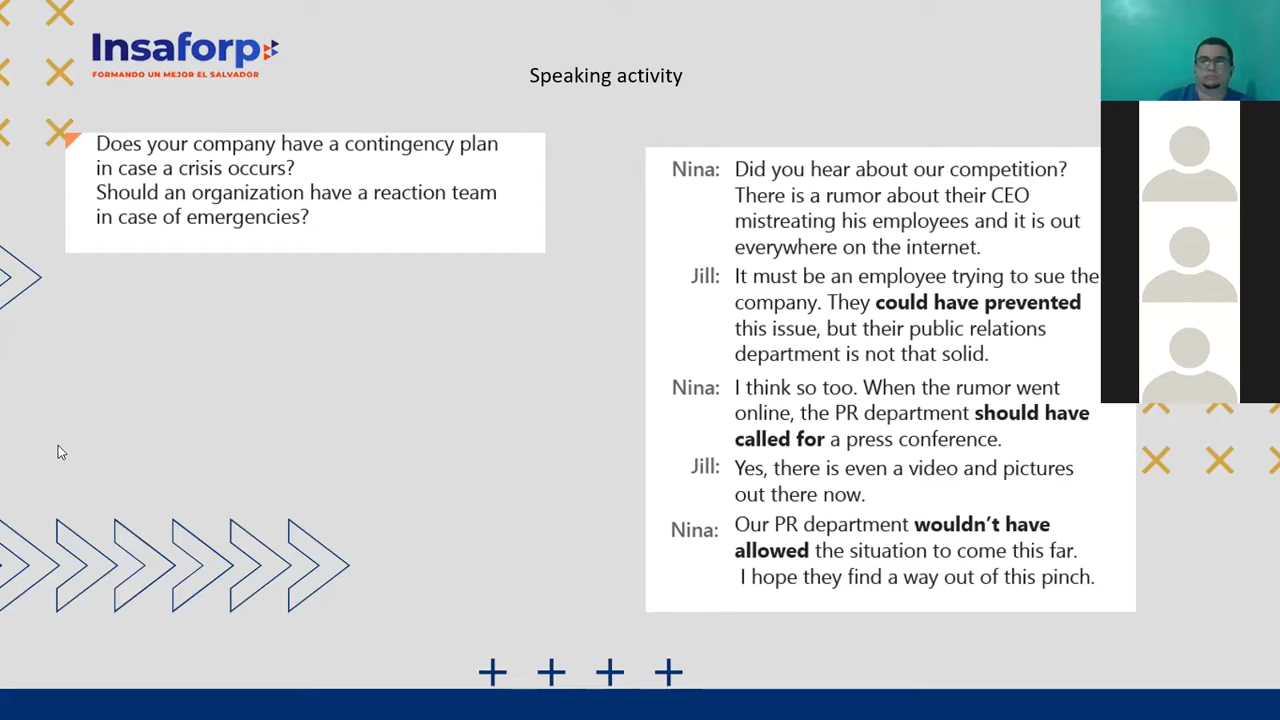 Insaforp
FORMANDO UN MEJOR EL SALVADOR
Speaking activity
Does your company have a contingency plan
in case a crisis occurs?
Should an organization have a reaction team
in case of emergencies?
Nina: Did you hear about our competition?
There is a rumor about their CEO
mistreating his employees and it is out
everywhere on the internet.
Jill: It must be an employee trying to sue the
company. They could have prevented
this issue, but their public relations
department is not that solid.
Nina: I think so too. When the rumor went
online, the PR department should have
called for a press conference.
Jill: Yes, there is even a video and pictures
out there now.
Nina: Our PR department wouldn't have
allowed the situation to come this far.
I hope they find a way out of this pinch.